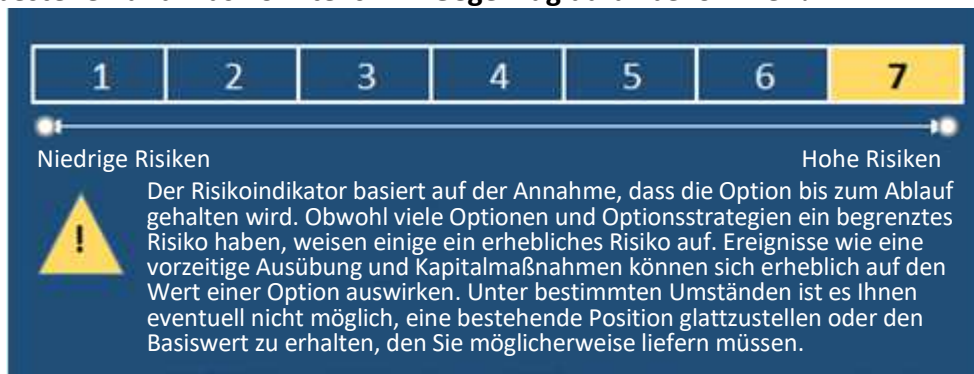 1 2 3 4 5 6 7
Niedrige Risiken Hohe Risiken
!
Der Risikoindikator basiert auf der Annahme, dass die Option bis zum Ablauf
gehalten wird. Obwohl viele Optionen und Optionsstrategien ein begrenztes
Risiko haben, weisen einige ein erhebliches Risiko auf. Ereignisse wie eine
vorzeitige Ausübung und Kapitalmaßnahmen können sich erheblich auf den
Wert einer Option auswirken. Unter bestimmten Umständen ist es Ihnen
eventuell nicht möglich, eine bestehende Position glattzustellen oder den
Basiswert zu erhalten, den Sie möglicherweise liefern müssen.